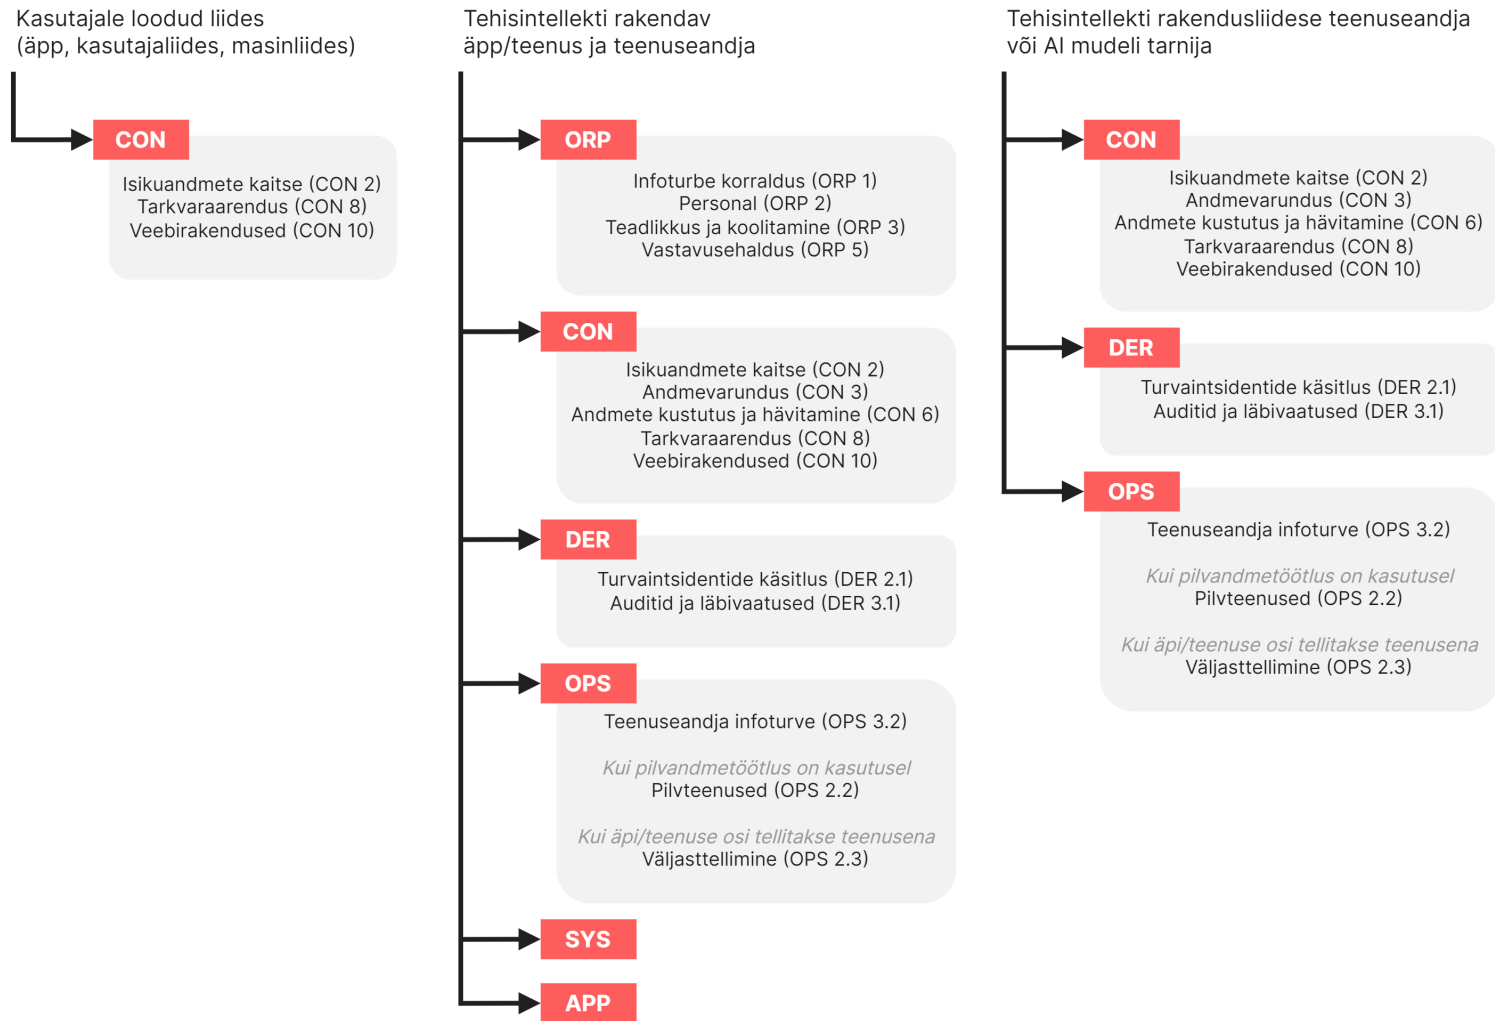 Kasutajale loodud liides
(äpp, kasutajaliides, masinliides)
CON
Isikuandmete kaitse (CON 2)
Tarkvaraarendus (CON 8)
Veebirakendused (CON 10)
Tehisintellekti rakendav
äpp/teenus ja teenuseandja
ORP
Infoturbe korraldus (ORP 1)
Personal (ORP 2)
Teadlikkus ja koolitamine (ORP 3)
Vastavusehaldus (ORP 5)
CON
Isikuandmete kaitse (CON 2)
Andmevarundus (CON 3)
Andmete kustutus ja hävitamine (CON 6)
Tarkvaraarendus (CON 8)
Veebirakendused (CON 10)
DER
Turvaintsidentide käsitlus (DER 2.1)
Auditid ja läbivaatused (DER 3.1)
OPS
Teenuseandja infoturve (OPS 3.2)
Kui pilvandmetöötlus on kasutusel
Pilvteenused (OPS 2.2)
Kui äpi/teenuse osi tellitakse teenusena
Väljasttellimine (OPS 2.3)
SYS
APP
Tehisintellekti rakendusliidese teenuseandja
või AI mudeli tarnija
CON
Isikuandmete kaitse (CON 2)
Andmevarundus (CON 3)
Andmete kustutus ja hävitamine (CON 6)
Tarkvaraarendus (CON 8)
Veebirakendused (CON 10)
DER
Turvaintsidentide käsitlus (DER 2.1)
Auditid ja läbivaatused (DER 3.1)
OPS
Teenuseandja infoturve (OPS 3.2)
Kui pilvandmetöötlus on kasutusel
Pilvteenused (OPS 2.2)
Kui äpi/teenuse osi tellitakse teenusena
Väljasttellimine (OPS 2.3)